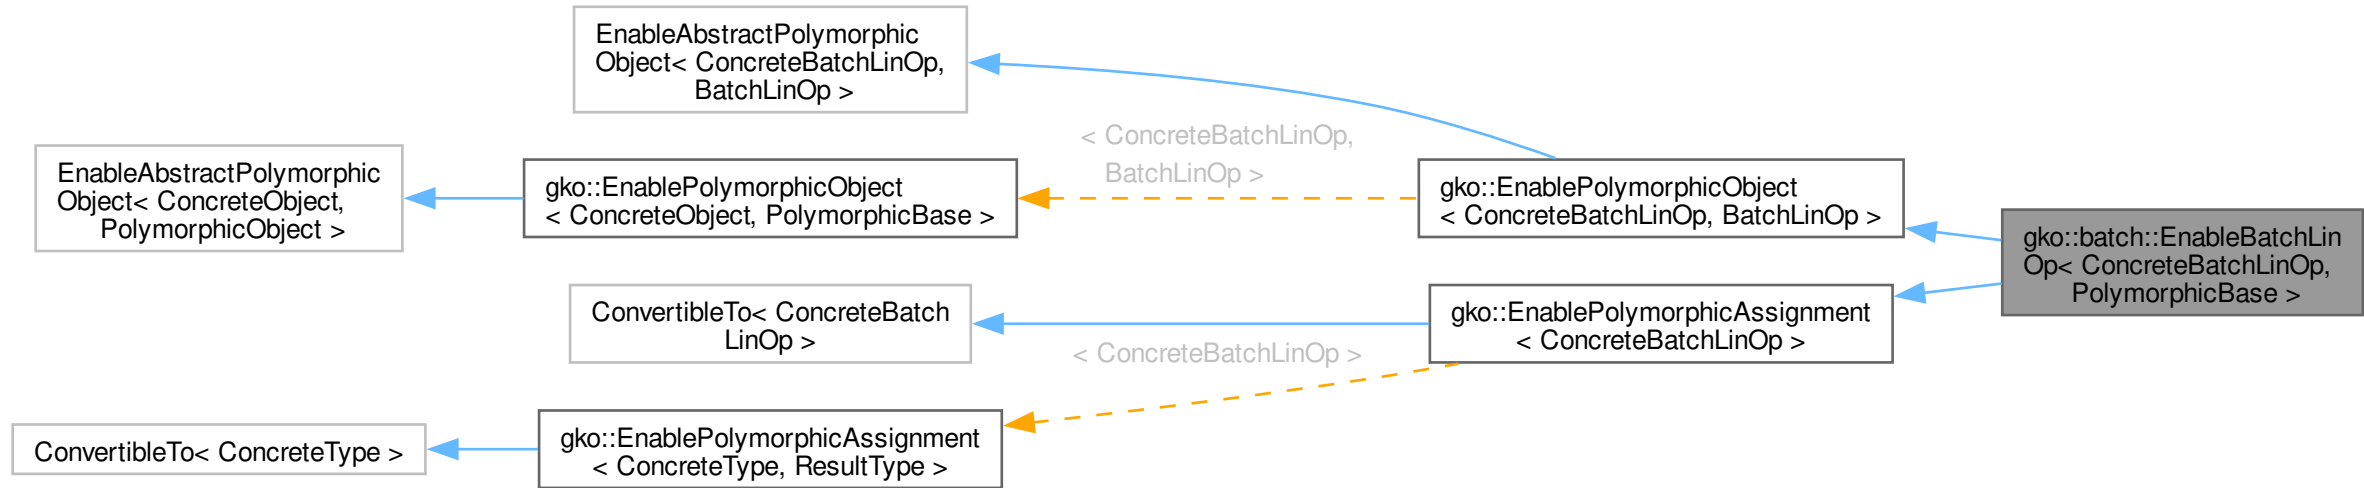 EnableAbstractPolymorphic
Object< ConcreteBatchLinOp,
BatchLinOp >
< ConcreteBatchLinOp,
BatchLinOp >
EnableAbstractPolymorphic
Object< ConcreteObject,
PolymorphicObject >
gko::EnablePolymorphicObject
< ConcreteObject, PolymorphicBase >
gko::EnablePolymorphicObject
< ConcreteBatchLinOp, BatchLinOp >
gko::batch::EnableBatchLin
Op< ConcreteBatchLinOp,
PolymorphicBase >
ConvertibleTo< ConcreteBatch
LinOp >
gko::EnablePolymorphicAssignment
< ConcreteBatchLinOp >
< ConcreteBatchLinOp >
ConvertibleTo< ConcreteType >
gko::EnablePolymorphicAssignment
< ConcreteType, ResultType >